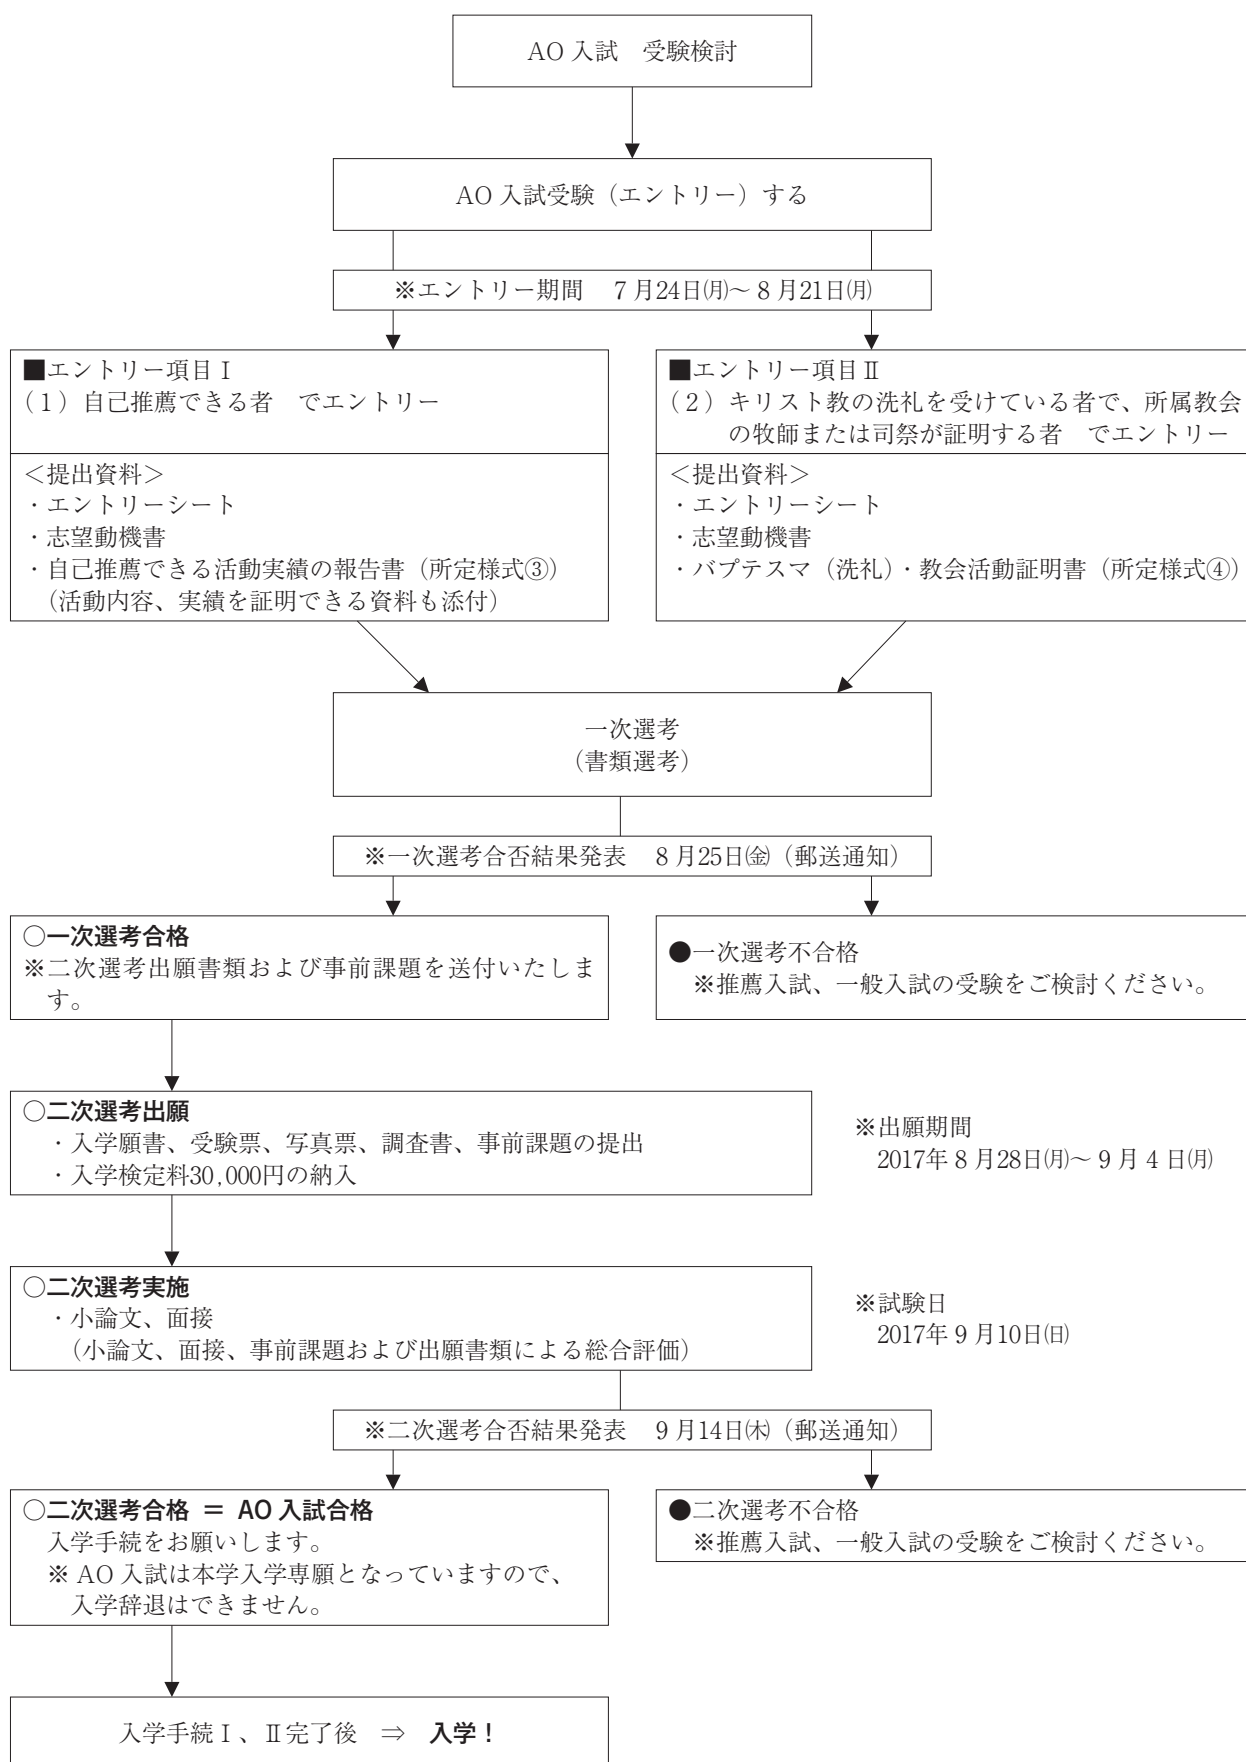 AO 入試　受験検討
AO 入試受験（エントリー）する
※エントリー期間　7月24日㈪～8月21日㈪
■エントリー項目Ⅰ
（1）自己推薦できる者　でエントリー
＜提出資料＞
・エントリーシート
・志望動機書
・自己推薦できる活動実績の報告書（所定様式③）
（活動内容、実績を証明できる資料も添付）
■エントリー項目Ⅱ
（2）キリスト教の洗礼を受けている者で、所属教会
の牧師または司祭が証明する者　でエントリー
＜提出資料＞
・エントリーシート
・志望動機書
・バプテスマ（洗礼）・教会活動証明書（所定様式④）
一次選考
（書類選考）
※一次選考合否結果発表　8月25日㈮（郵送通知）
○一次選考合格
※二次選考出願書類および事前課題を送付いたしま
す。
●一次選考不合格
※推薦入試、一般入試の受験をご検討ください。
○二次選考出願
・入学願書、受験票、写真票、調査書、事前課題の提出
・入学検定料30,000円の納入
※出願期間
2017年8月28日㈪～9月4日㈪
○二次選考実施
・小論文、面接
（小論文、面接、事前課題および出願書類による総合評価）
※試験日
2017年9月10日㈰
※二次選考合否結果発表　9月14日㈭（郵送通知）
○二次選考合格 ＝ AO 入試合格
入学手続をお願いします。
※ AO 入試は本学入学専願となっていますので、
入学辞退はできません。
●二次選考不合格
※推薦入試、一般入試の受験をご検討ください。
入学手続Ⅰ、Ⅱ完了後　⇒　入学！